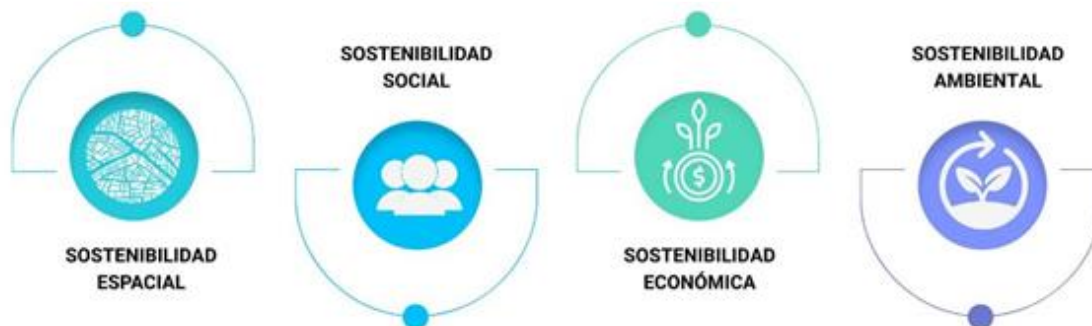 SOSTENIBILIDAD
ESPACIAL
SOSTENIBILIDAD
SOCIAL
$
SOSTENIBILIDAD
ECONÓMICA
SOSTENIBILIDAD
AMBIENTAL